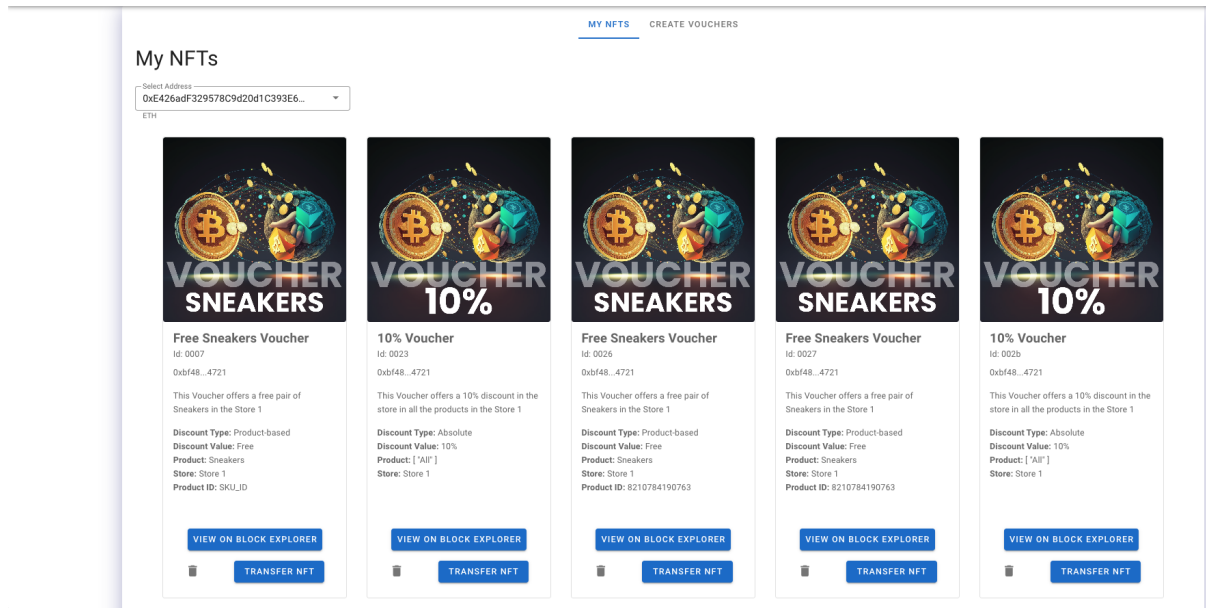 MY NFTS
CREATE VOUCHERS
My NFTs
Select Address
0xE426adF329578C9d20d1C393E6...
ETH
VOUCHER
SNEAKERS
Free Sneakers Voucher
Id: 0007
0xbf48...4721
This Voucher offers a free pair of
Sneakers in the Store 1
Discount Type: Product-based
Discount Value: Free
Product: Sneakers
Store: Store 1
Product ID: SKU_ID
VIEW ON BLOCK EXPLORER
TRANSFER NFT
VOUCHER
10%
10% Voucher
Id: 0023
0xbf48...4721
This Voucher offers a 10% discount in the
store in all the products in the Store 1
Discount Type: Absolute
Discount Value: 10%
Product: [ "All" ]
Store: Store 1
VIEW ON BLOCK EXPLORER
TRANSFER NFT
VOUCHER
SNEAKERS
Free Sneakers Voucher
Id: 0026
0xbf48...4721
This Voucher offers a free pair of
Sneakers in the Store 1
Discount Type: Product-based
Discount Value: Free
Product: Sneakers
Store: Store 1
Product ID: 8210784190763
VIEW ON BLOCK EXPLORER
TRANSFER NFT
VOUCHER
SNEAKERS
Free Sneakers Voucher
Id: 0027
0xbf48...4721
This Voucher offers a free pair of
Sneakers in the Store 1
Discount Type: Product-based
Discount Value: Free
Product: Sneakers
Store: Store 1
Product ID: 8210784190763
VIEW ON BLOCK EXPLORER
TRANSFER NFT
VOUCHER
10%
10% Voucher
Id: 002b
0xbf48...4721
This Voucher offers a 10% discount in the
store in all the products in the Store 1
Discount Type: Absolute
Discount Value: 10%
Product: [ "All" ]
Store: Store 1
VIEW ON BLOCK EXPLORER
TRANSFER NFT